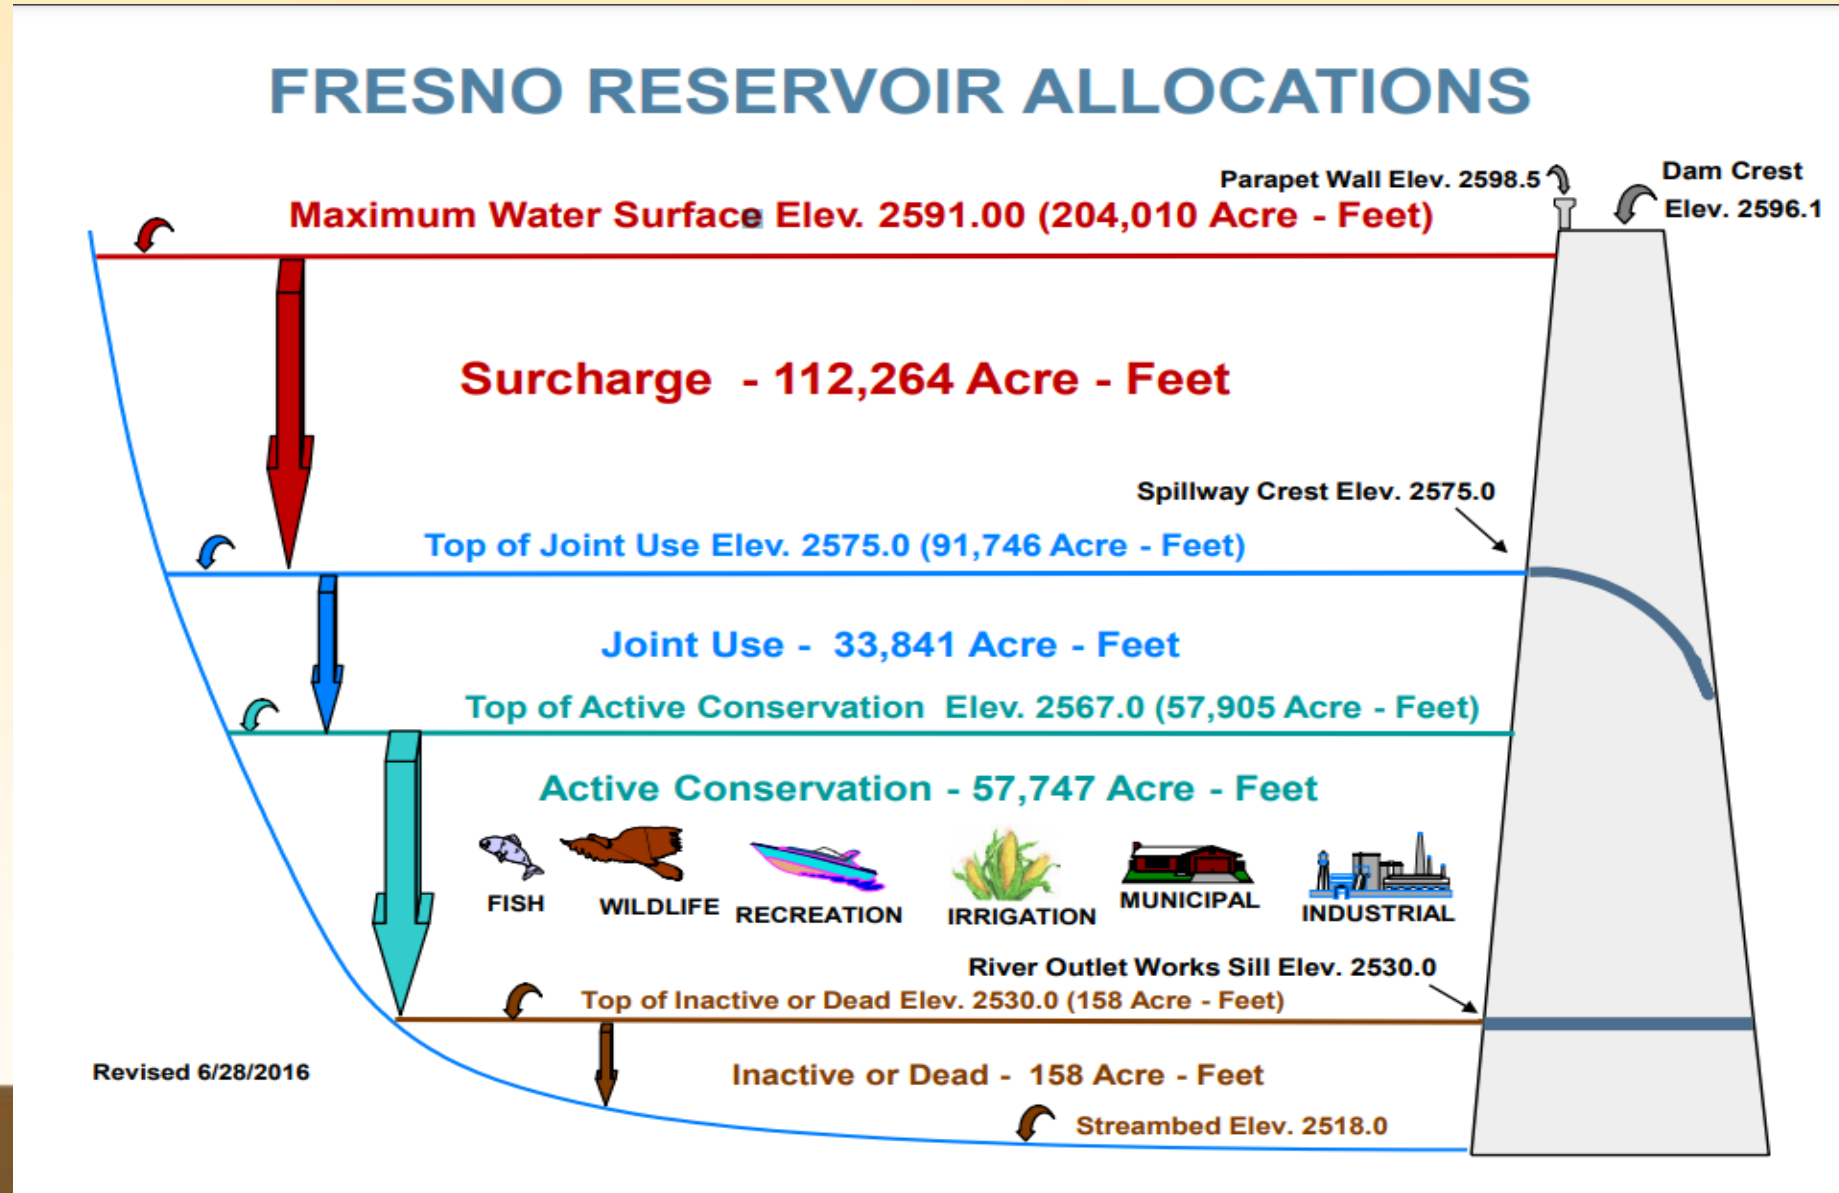 FRESNO RESERVOIR ALLOCATIONS
Parapet Wall Elev. 2598.5
Dam Crest
Elev. 2596.1
Maximum Water Surface Elev. 2591.00 (204,010 Acre - Feet)
Surcharge - 112,264 Acre - Feet
Spillway Crest Elev. 2575.0
Top of Joint Use Elev. 2575.0 (91,746 Acre - Feet)
Joint Use - 33,841 Acre - Feet
Top of Active Conservation Elev. 2567.0 (57,905 Acre - Feet)
Active Conservation - 57,747 Acre - Feet
FISH
WILDLIFE
RECREATION
IRRIGATION
MUNICIPAL
INDUSTRIAL
River Outlet Works Sill Elev. 2530.0
Top of Inactive or Dead Elev. 2530.0 (158 Acre - Feet)
Revised 6/28/2016
Inactive or Dead - 158 Acre - Feet
Streambed Elev. 2518.0